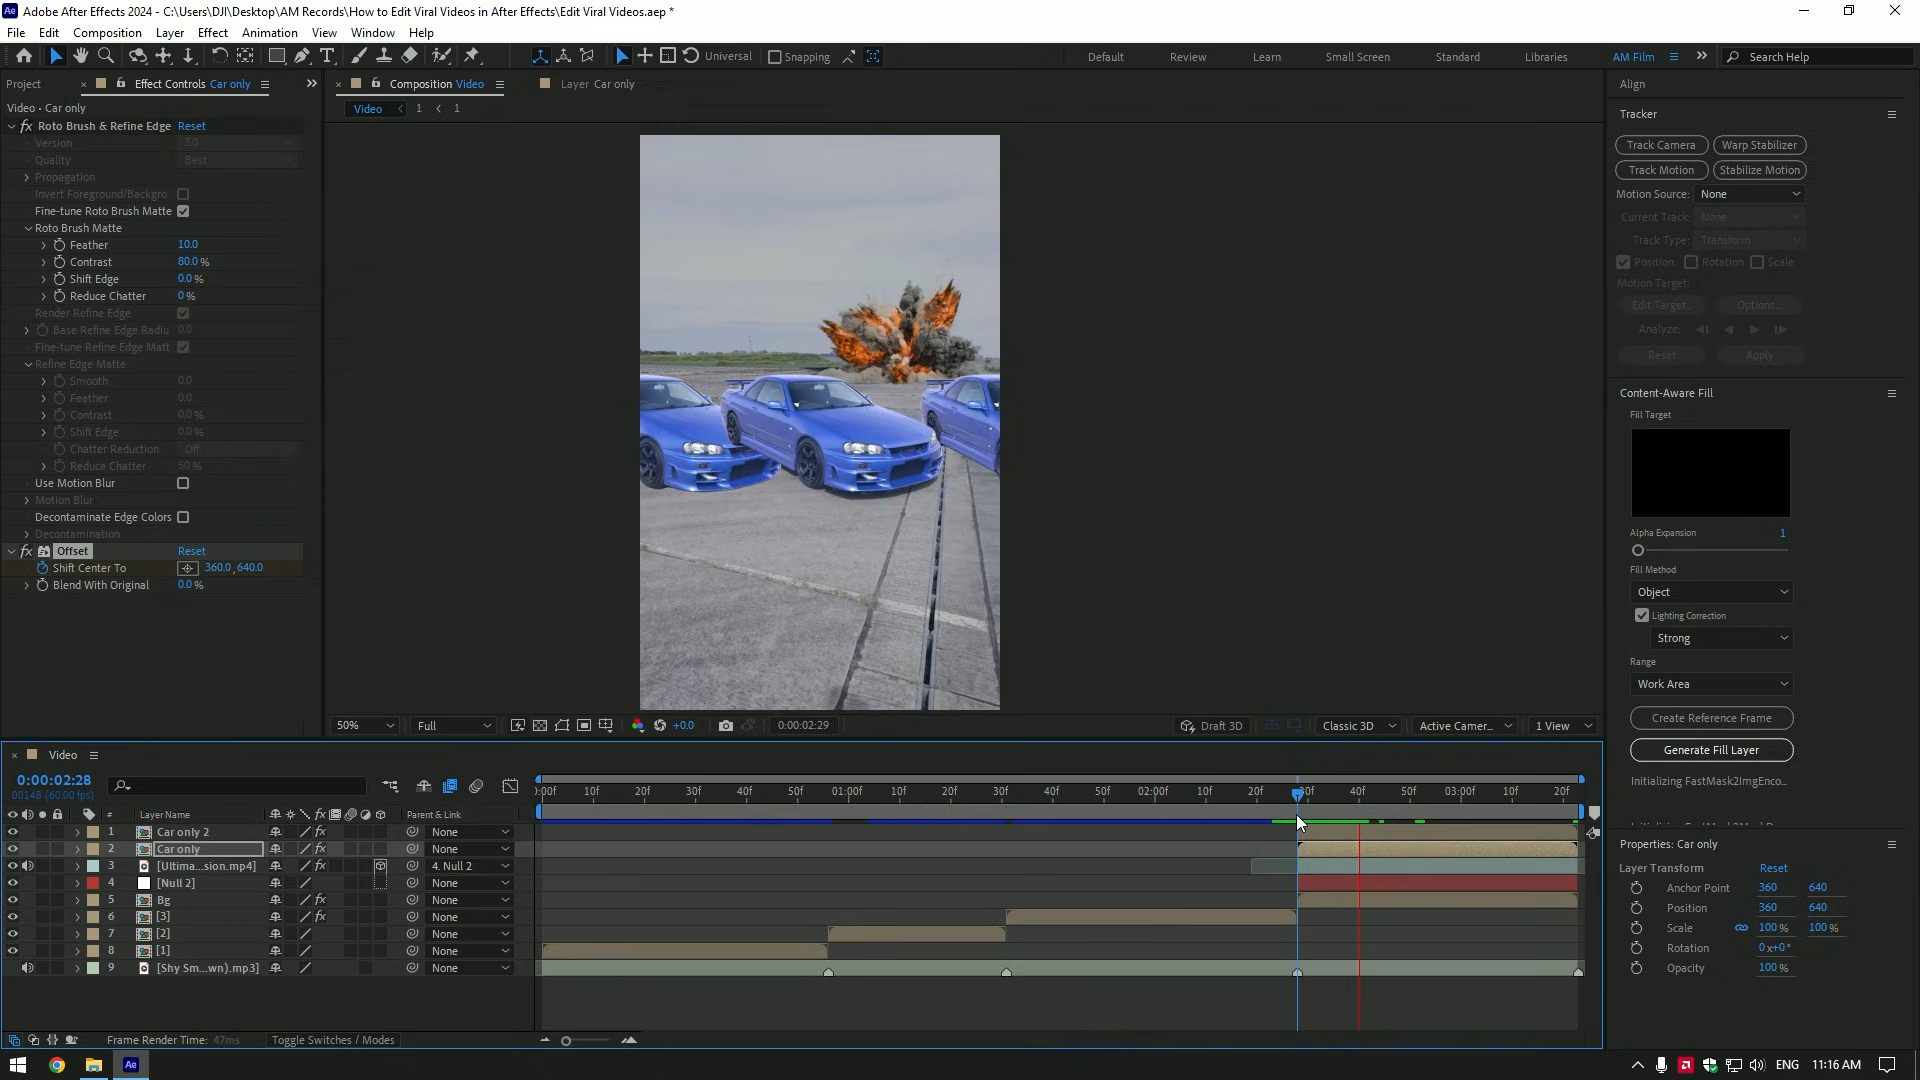 Adobe After Effects 2024 - C:\Users\DJI\Desktop\AM Records\How to Edit Viral Videos in After Effects\Edit Viral Videos.aep *
File Edit Composition Layer Effect Animation View Window Help
Universal Snapping Default Review Learn Small Screen Standard Libraries AM Film Search Help
Project Effect Controls Car only Composition Video Layer Car only Align
Video • Car only Video 1 1
fx Roto Brush & Refine Edge Reset
Version 3.0
Quality Best
Propagation
Invert Foreground/Backgro
Fine-tune Roto Brush Matte
Roto Brush Matte
Feather 10.0
Contrast 80.0 %
Shift Edge 0.0 %
Reduce Chatter 0 %
Render Refine Edge
Base Refine Edge Radiu 0.0
Fine-tune Refine Edge Matt
Refine Edge Matte
Smooth 0.0
Feather 0.0
Contrast 0.0 %
Shift Edge 0.0 %
Chatter Reduction Off
Reduce Chatter 50 %
Use Motion Blur
Motion Blur
Decontaminate Edge Colors
Decontamination
fx Offset Reset
Shift Center To 360.0, 640.0
Blend With Original 0.0 %
50% Full +0.0 0:00:02:29 Draft 3D Classic 3D Active Camer... 1 View
Tracker
Track Camera Warp Stabilizer
Track Motion Stabilize Motion
Motion Source: None
Current Track: None
Track Type: Transform
Position Rotation Scale
Motion Target:
Edit Target... Options...
Analyze:
Reset Apply
Content-Aware Fill
Fill Target
Alpha Expansion 1
Fill Method
Object
Lighting Correction
Strong
Range
Work Area
Create Reference Frame
Generate Fill Layer
Initializing FastMask2ImgEnco...
Properties: Car only
Layer Transform Reset
Anchor Point 360 640
Position 360 640
Scale 100 % 100 %
Rotation 0x+0°
Opacity 100 %
Video
0:00:02:28
00148 (60.00 fps)
:00f 10f 20f 30f 40f 50f 01:00f 10f 20f 30f 40f 50f 02:00f 10f 20f 30f 40f 50f 03:00f 10f 20f
# Layer Name fx Parent & Link
1 Car only 2 fx None
2 Car only fx None
3 [Ultima...sion.mp4] fx 4. Null 2
4 [Null 2] None
5 Bg fx None
6 [3] fx None
7 [2] None
8 [1] None
9 [Shy Sm...wn).mp3] None
Frame Render Time: 47ms Toggle Switches / Modes
Ae ENG 11:16 AM